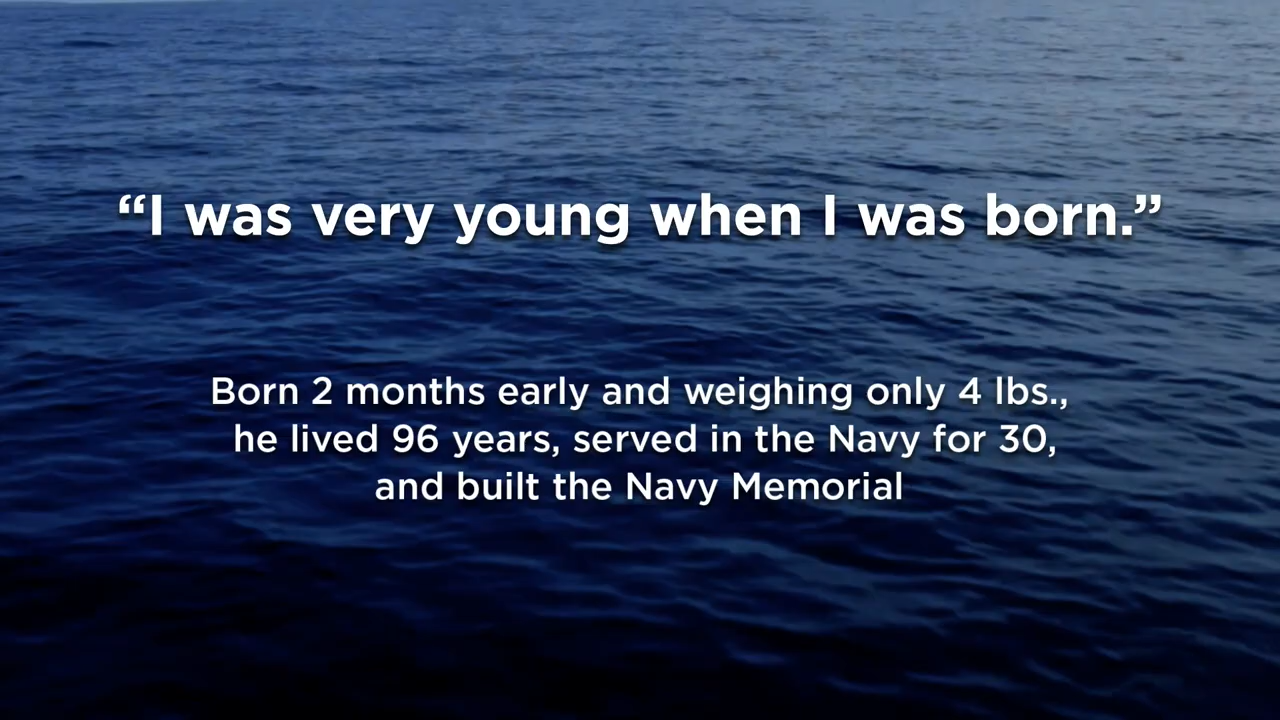 “I was very young when I was born.”
Born 2 months early and weighing only 4 lbs.,
he lived 96 years, served in the Navy for 30,
and built the Navy Memorial